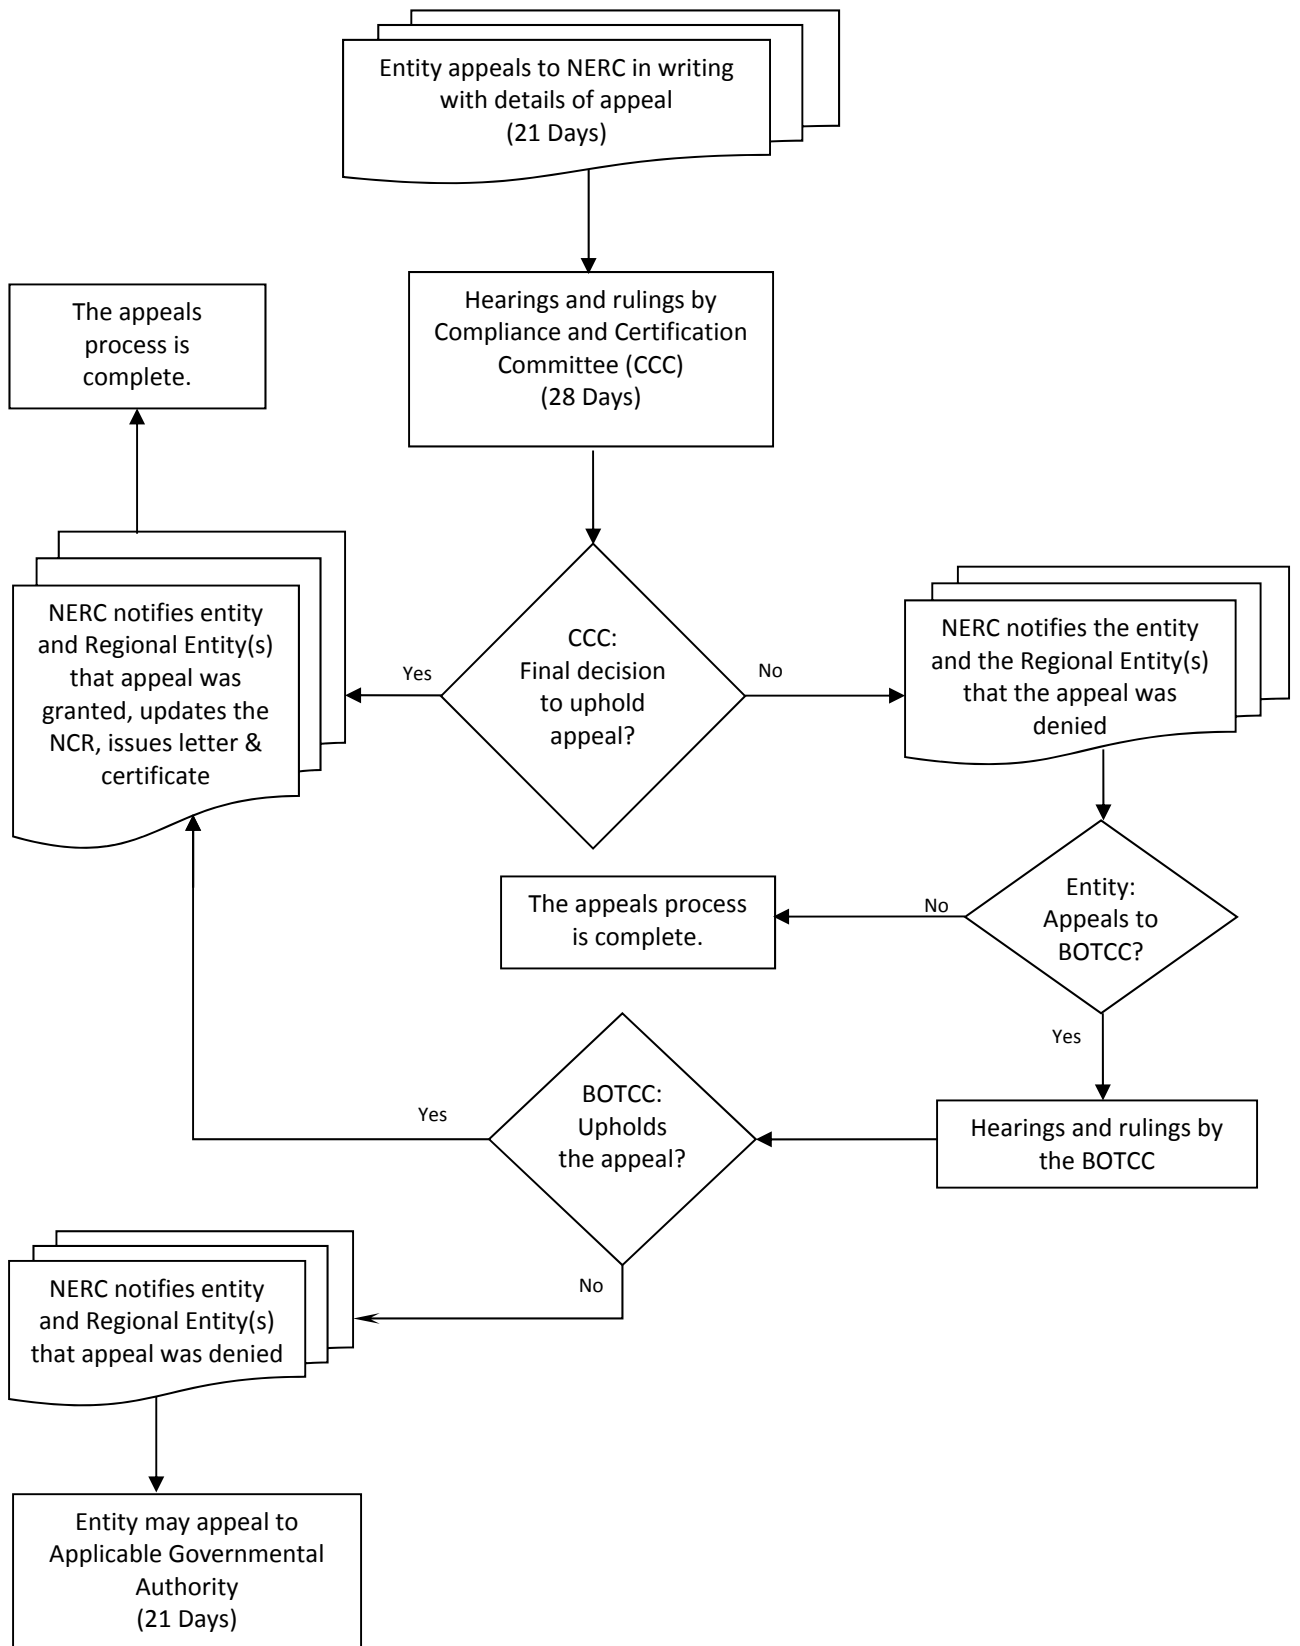 Entity appeals to NERC in writing
with details of appeal
(21 Days)
Hearings and rulings by
Compliance and Certification
Committee (CCC)
(28 Days)
The appeals
process is
complete.
NERC notifies entity
and Regional Entity(s)
that appeal was
granted, updates the
NCR, issues letter &
certificate
Yes
CCC:
Final decision
to uphold
appeal?
No
NERC notifies the entity
and the Regional Entity(s)
that the appeal was
denied
Entity:
Appeals to
BOTCC?
No
The appeals process
is complete.
Yes
Hearings and rulings by
the BOTCC
BOTCC:
Upholds
the appeal?
Yes
No
NERC notifies entity
and Regional Entity(s)
that appeal was denied
Entity may appeal to
Applicable Governmental
Authority
(21 Days)